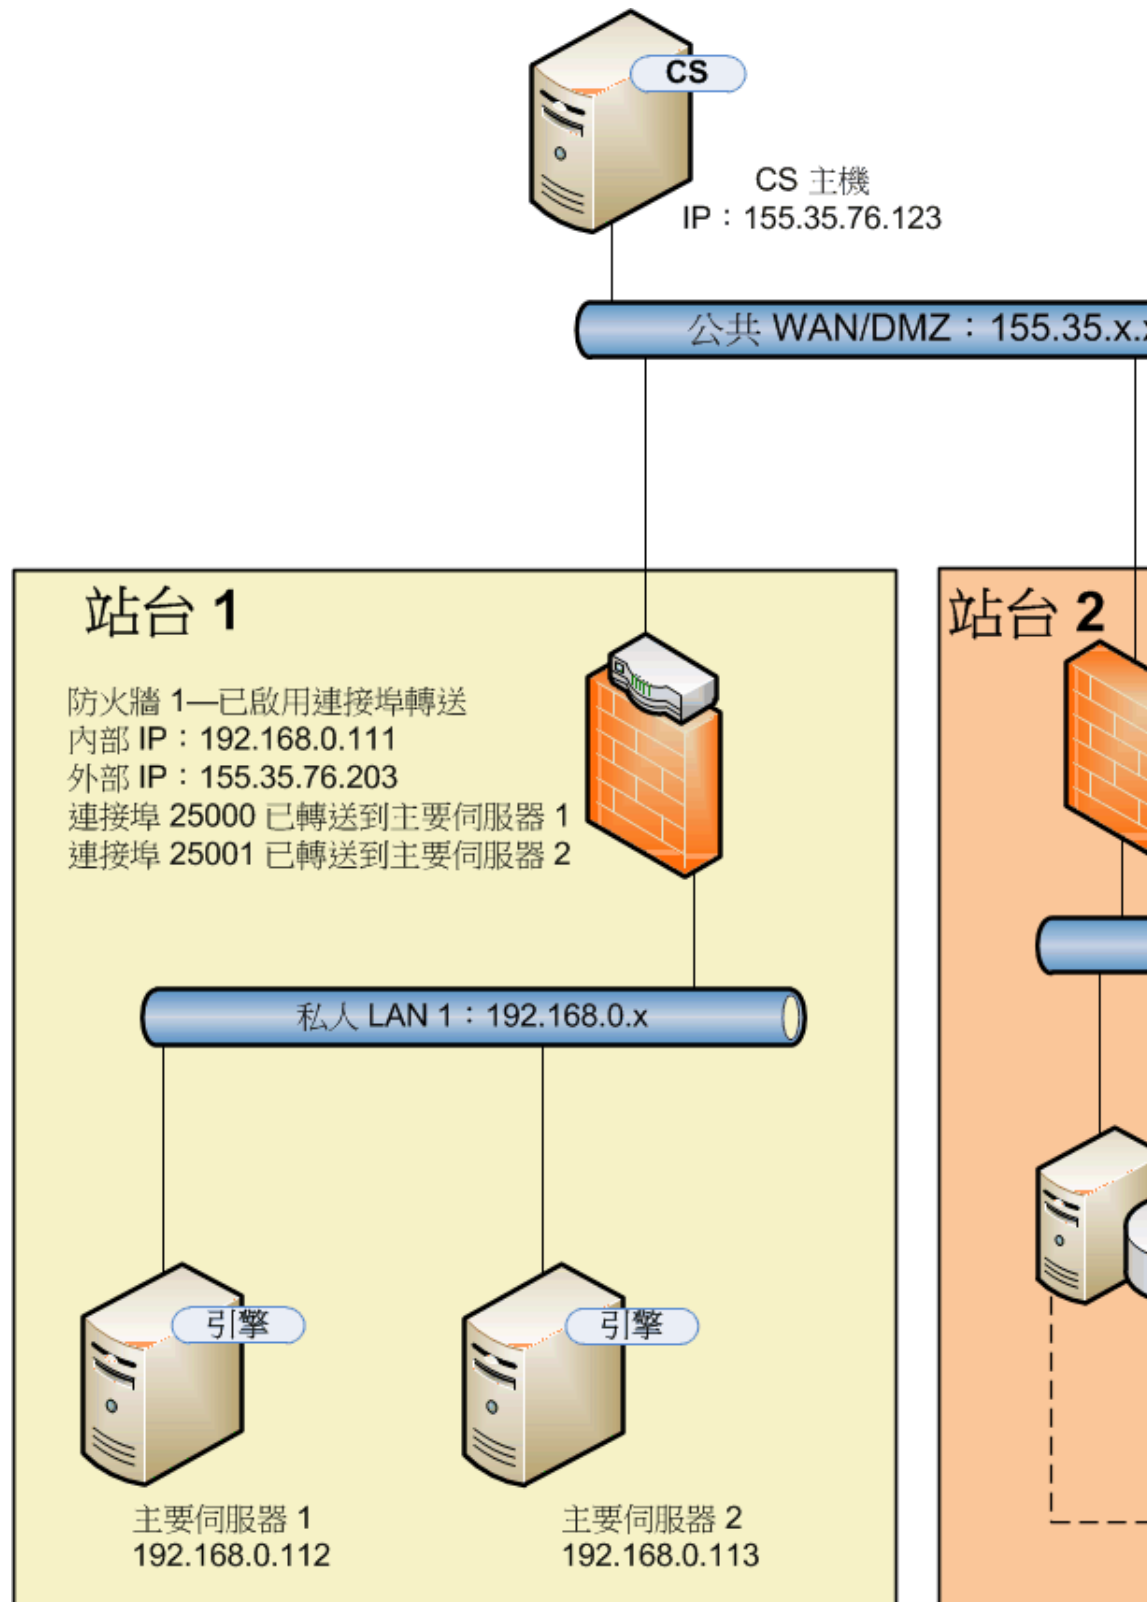 CS
CS 主機
IP：155.35.76.123
公共 WAN/DMZ：155.35.x.
站台 1
防火牆 1—已啟用連接埠轉送
內部 IP：192.168.0.111
外部 IP：155.35.76.203
連接埠 25000 已轉送到主要伺服器 1
連接埠 25001 已轉送到主要伺服器 2
私人 LAN 1：192.168.0.x
引擎
引擎
主要伺服器 1
192.168.0.112
主要伺服器 2
192.168.0.113
站台 2